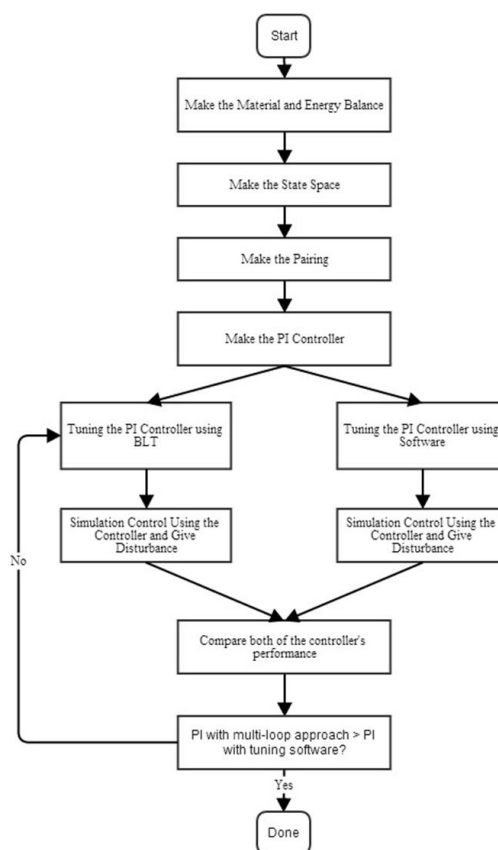 Start
Make the Material and Energy Balance
Make the State Space
Make the Pairing
Make the PI Controller
Tuning the PI Controller using
BLT
Tuning the PI Controller using
Software
Simulation Control Using the
Controller and Give
Disturbance
Simulation Control Using the
Controller and Give
Disturbance
No
Compare both of the controller's
performance
PI with multi-loop approach > PI
with tuning software?
Yes
Done